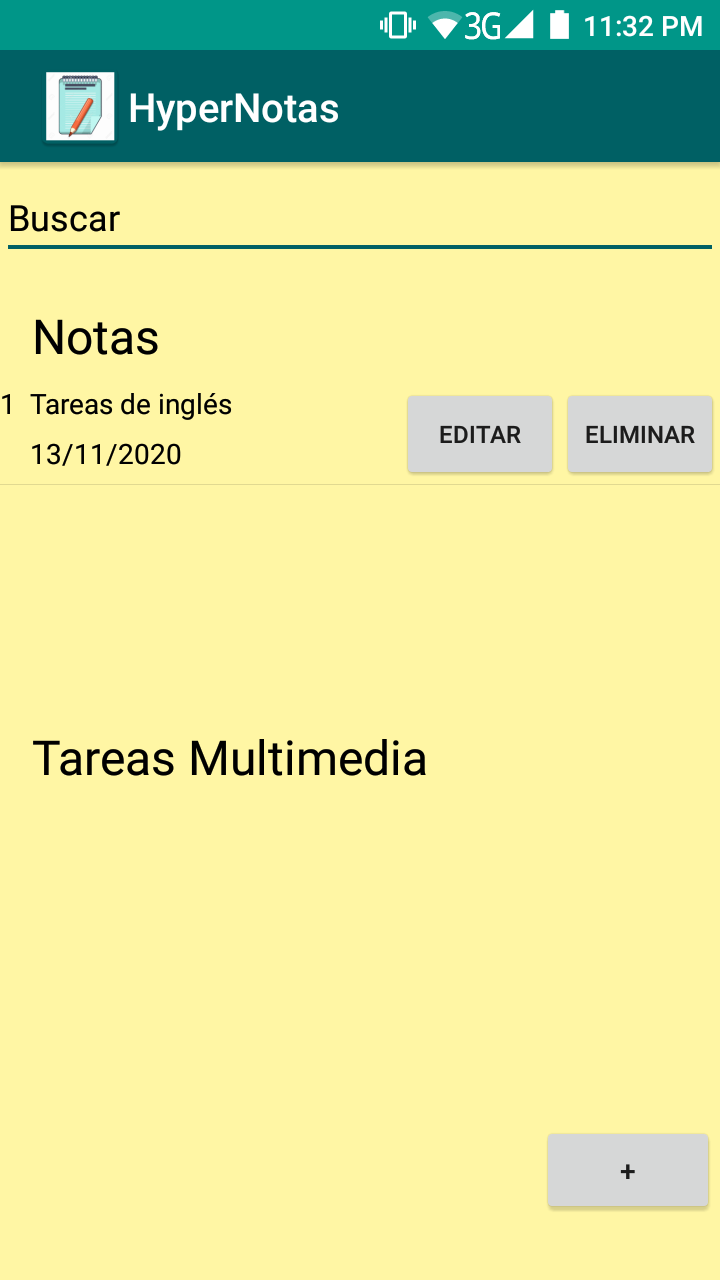 3G 11:32 PM
HyperNotas
Buscar
Notas
1 Tareas de inglés
13/11/2020
EDITAR ELIMINAR
Tareas Multimedia
+